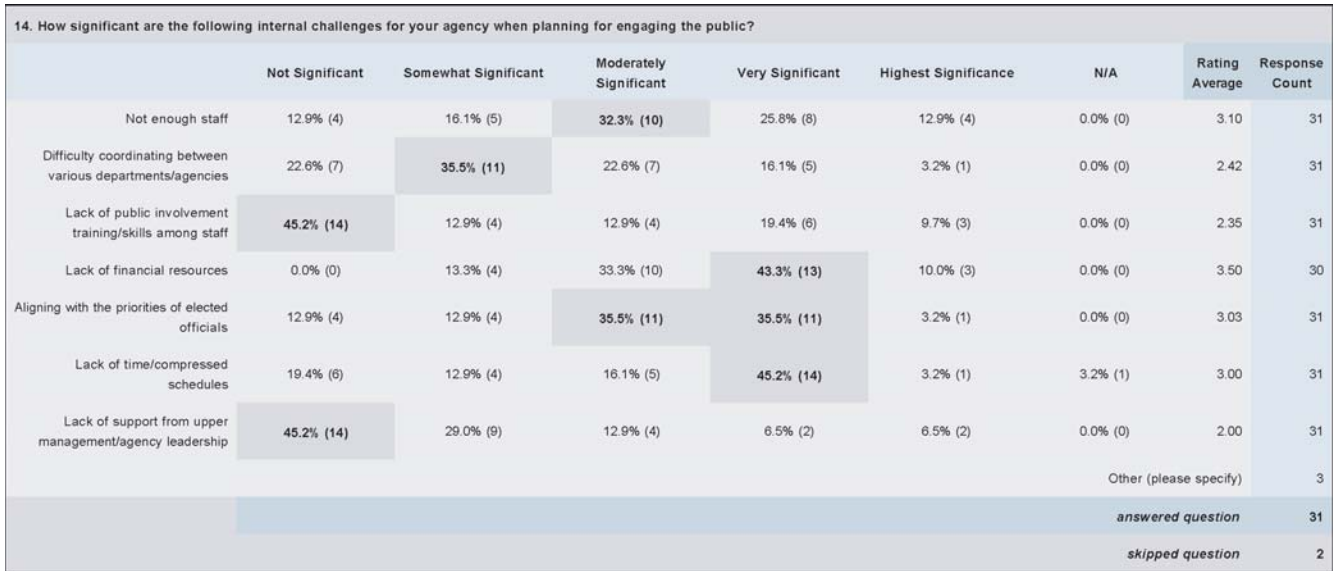 14. How significant are the following internal challenges for your agency when planning for engaging the public?
Not Significant Somewhat Significant Moderately Significant Very Significant Highest Significance N/A Rating Average Response Count
Not enough staff 12.9% (4) 16.1% (5) 32.3% (10) 25.8% (8) 12.9% (4) 0.0% (0) 3.10 31
Difficulty coordinating between various departments/agencies 22.6% (7) 35.5% (11) 22.6% (7) 16.1% (5) 3.2% (1) 0.0% (0) 2.42 31
Lack of public involvement training/skills among staff 45.2% (14) 12.9% (4) 12.9% (4) 19.4% (6) 9.7% (3) 0.0% (0) 2.35 31
Lack of financial resources 0.0% (0) 13.3% (4) 33.3% (10) 43.3% (13) 10.0% (3) 0.0% (0) 3.50 30
Aligning with the priorities of elected officials 12.9% (4) 12.9% (4) 35.5% (11) 35.5% (11) 3.2% (1) 0.0% (0) 3.03 31
Lack of time/compressed schedules 19.4% (6) 12.9% (4) 16.1% (5) 45.2% (14) 3.2% (1) 3.2% (1) 3.00 31
Lack of support from upper management/agency leadership 45.2% (14) 29.0% (9) 12.9% (4) 6.5% (2) 6.5% (2) 0.0% (0) 2.00 31
Other (please specify) 3
answered question 31
skipped question 2